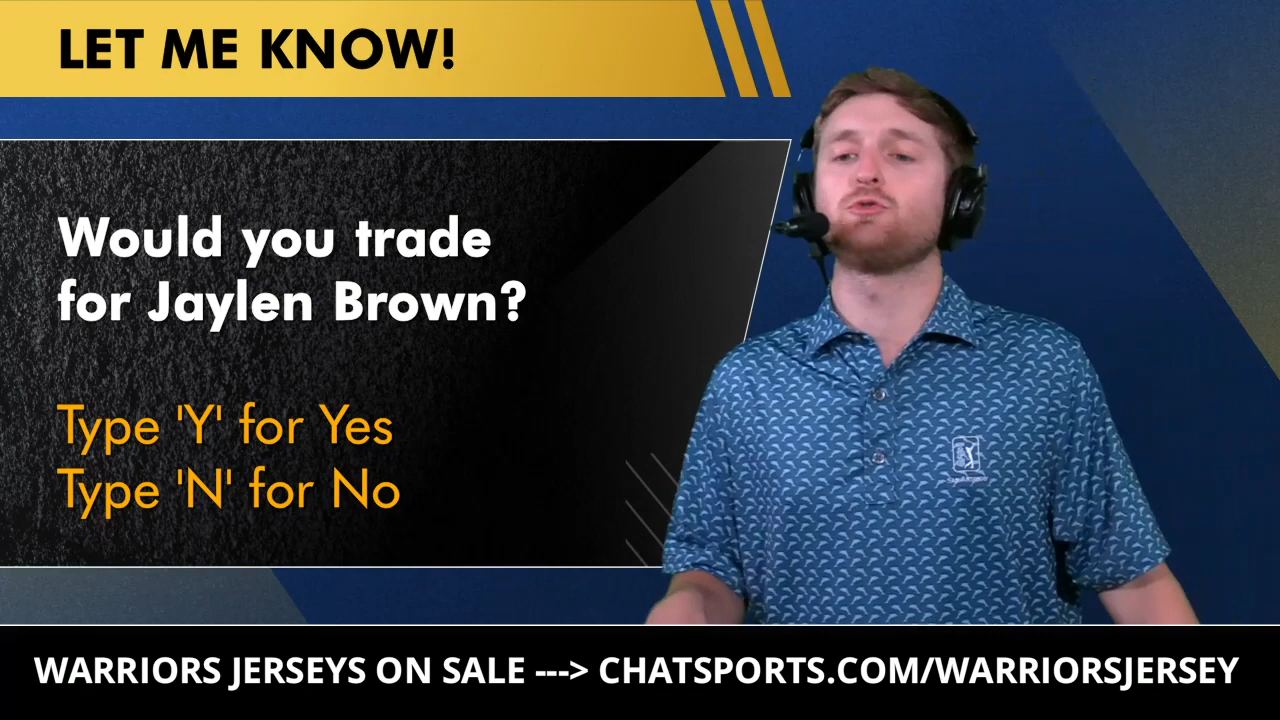 LET ME KNOW!
Would you trade
for Jaylen Brown?
Type 'Y' for Yes
Type 'N' for No
WARRIORS JERSEYS ON SALE ---> CHATSPORTS.COM/WARRIORSJERSEY